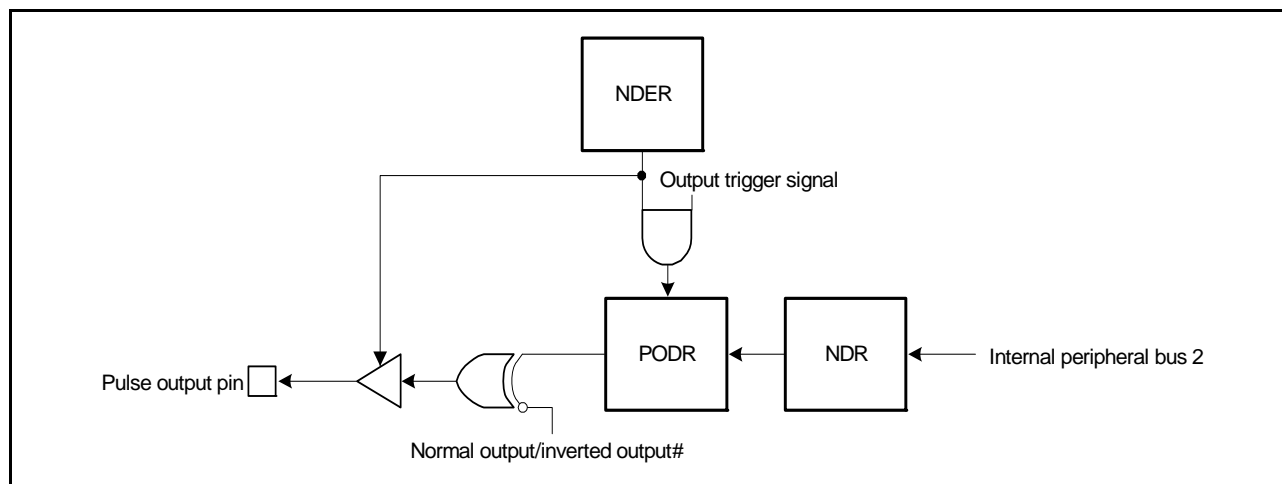 NDER
Output trigger signal
PODR
NDR
Internal peripheral bus 2
Pulse output pin
Normal output/inverted output#